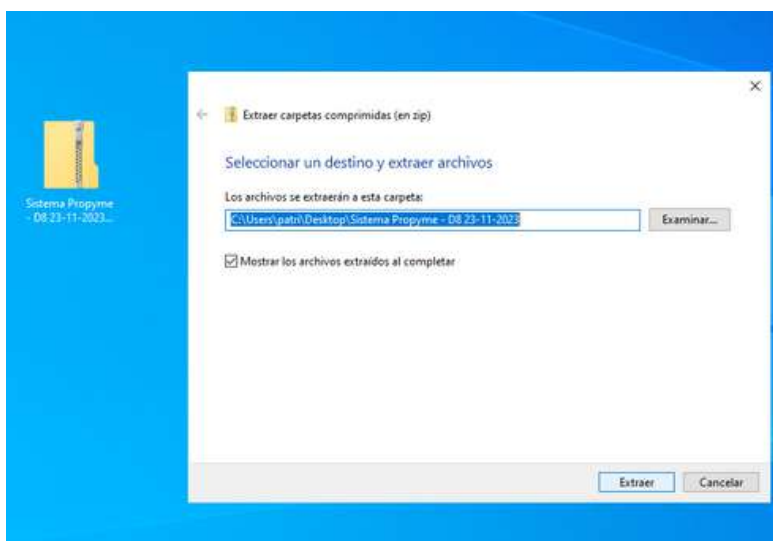 Sistema Propyme
- D8 23-11-2023...
Extraer carpetas comprimidas (en zip)
Seleccionar un destino y extraer archivos
Los archivos se extraerán a esta carpeta:
C:\Users\patri\Desktop\Sistema Propyme - D8 23-11-2023
Examinar...
Mostrar los archivos extraídos al completar
Extraer
Cancelar